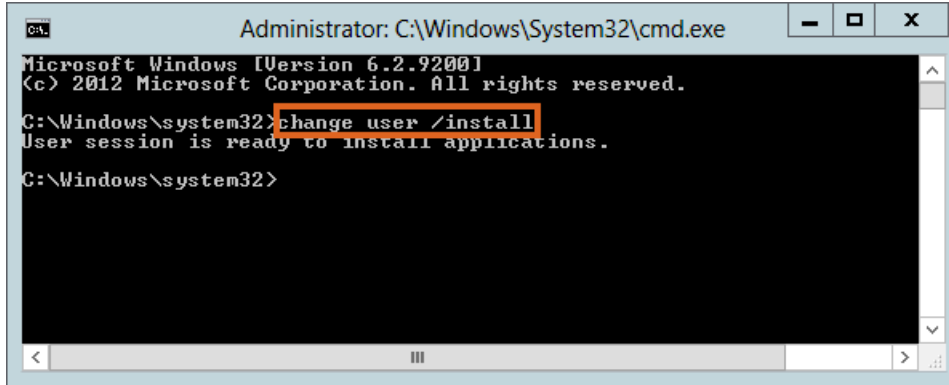 Administrator: C:\Windows\System32\cmd.exe
Microsoft Windows [Version 6.2.9200]
(c) 2012 Microsoft Corporation. All rights reserved.
C:\Windows\system32>change user /install
User session is ready to install applications.
C:\Windows\system32>